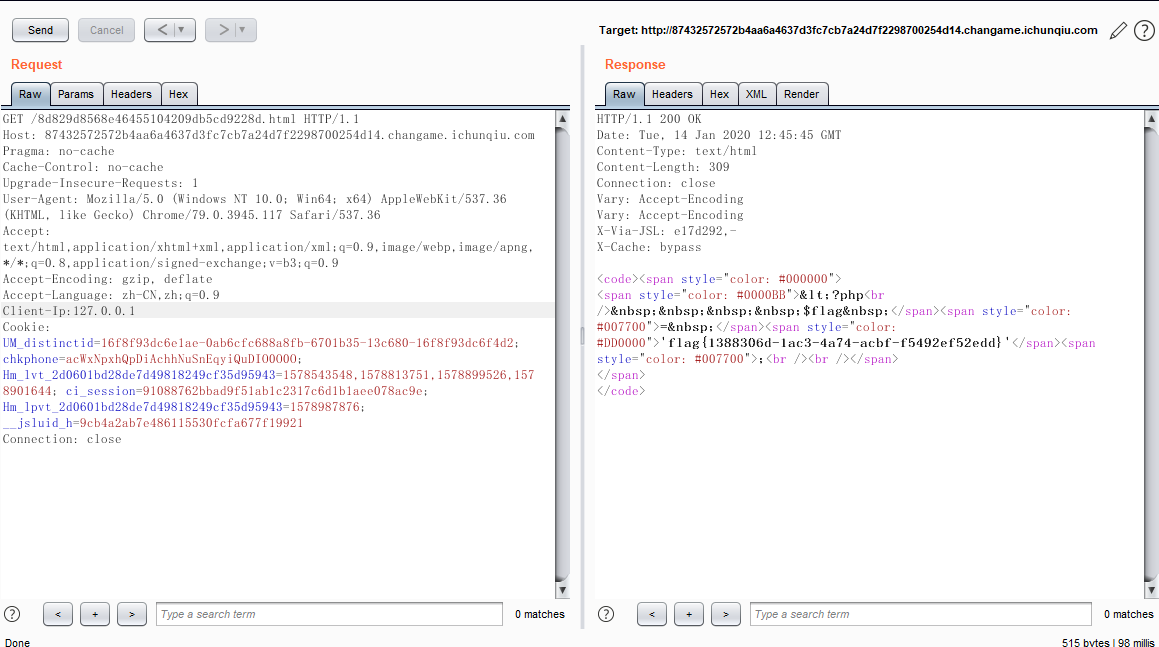 Send
Cancel
<
>
Target: http://87432572572b4aa6a4637d3fc7cb7a24d7f2298700254d14.changame.ichunqiu.com
?
Request
Raw
Params
Headers
Hex
GET /8d829d8568e46455104209db5cd9228d.html HTTP/1.1
Host: 87432572572b4aa6a4637d3fc7cb7a24d7f2298700254d14.changame.ichunqiu.com
Pragma: no-cache
Cache-Control: no-cache
Upgrade-Insecure-Requests: 1
User-Agent: Mozilla/5.0 (Windows NT 10.0; Win64; x64) AppleWebKit/537.36
(KHTML, like Gecko) Chrome/79.0.3945.117 Safari/537.36
Accept:
text/html,application/xhtml+xml,application/xml;q=0.9,image/webp,image/apng,
*/*;q=0.8,application/signed-exchange;v=b3;q=0.9
Accept-Encoding: gzip, deflate
Accept-Language: zh-CN,zh;q=0.9
Client-Ip:127.0.0.1
Cookie:
UM_distinctid=16f8f93dc6e1ae-0ab6cfc688a8fb-6701b35-13c680-16f8f93dc6f4d2;
chkphone=acWxNpxhQpDiAchhNuSnEqyiQuDIO0O0O;
Hm_lvt_2d0601bd28de7d49818249cf35d95943=1578543548,1578813751,1578899526,157
8901644; ci_session=91088762bbad9f51ab1c2317c6d1b1aee078ac9e;
Hm_lpvt_2d0601bd28de7d49818249cf35d95943=1578987876;
__jsluid_h=9cb4a2ab7e486115530fcfa677f19921
Connection: close
?
<
+
>
Type a search term
0 matches
Response
Raw
Headers
Hex
XML
Render
HTTP/1.1 200 OK
Date: Tue, 14 Jan 2020 12:45:45 GMT
Content-Type: text/html
Content-Length: 309
Connection: close
Vary: Accept-Encoding
Vary: Accept-Encoding
X-Via-JSL: e17d292,-
X-Cache: bypass
<code><span style="color: #000000">
<span style="color: #0000BB">&lt;?php<br
/>&nbsp;&nbsp;&nbsp;&nbsp;$flag&nbsp;</span><span style="color:
#007700">=&nbsp;</span><span style="color:
#DD0000">'flag{1388306d-1ac3-4a74-acbf-f5492ef52edd}'</span><span
style="color: #007700">;<br /><br /></span>
</span>
</code>
?
<
+
>
Type a search term
0 matches
Done
515 bytes | 98 millis